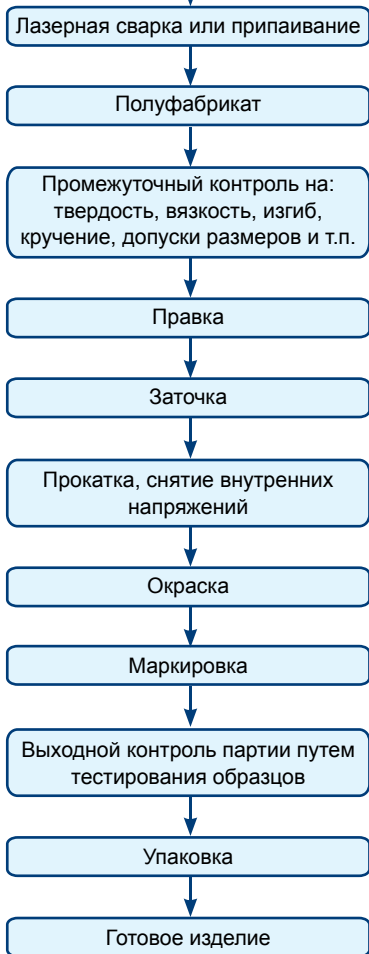 Лазерная сварка или припаивание
Полуфабрикат
Промежуточный контроль на:
твердость, вязкость, изгиб,
кручение, допуски размеров и т.п.
Правка
Заточка
Прокатка, снятие внутренних
напряжений
Окраска
Маркировка
Выходной контроль партии путем
тестирования образцов
Упаковка
Готовое изделие